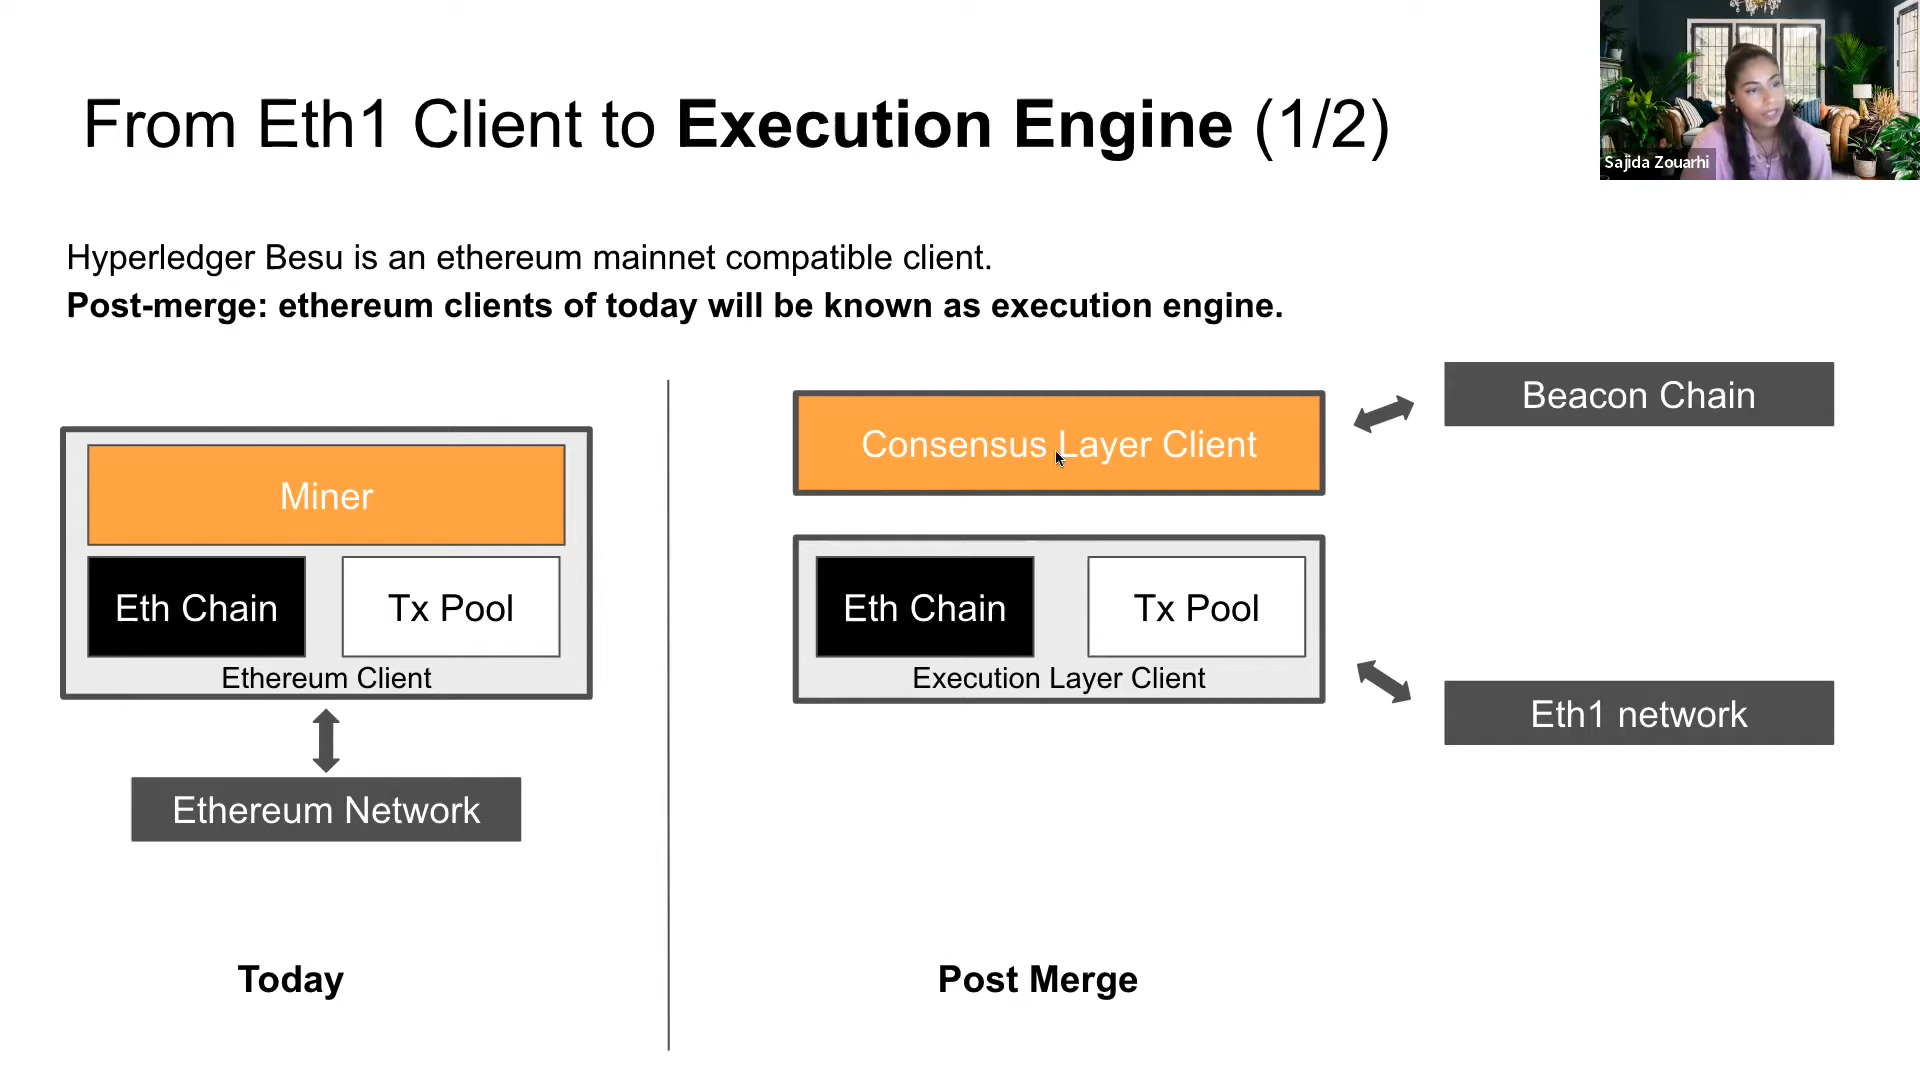 From Eth1 Client to Execution Engine (1/2)
Sajida Zouarhi
Hyperledger Besu is an ethereum mainnet compatible client.
Post-merge: ethereum clients of today will be known as execution engine.
Miner
Eth Chain
Tx Pool
Ethereum Client
Ethereum Network
Today
Consensus Layer Client
Beacon Chain
Eth Chain
Tx Pool
Execution Layer Client
Eth1 network
Post Merge